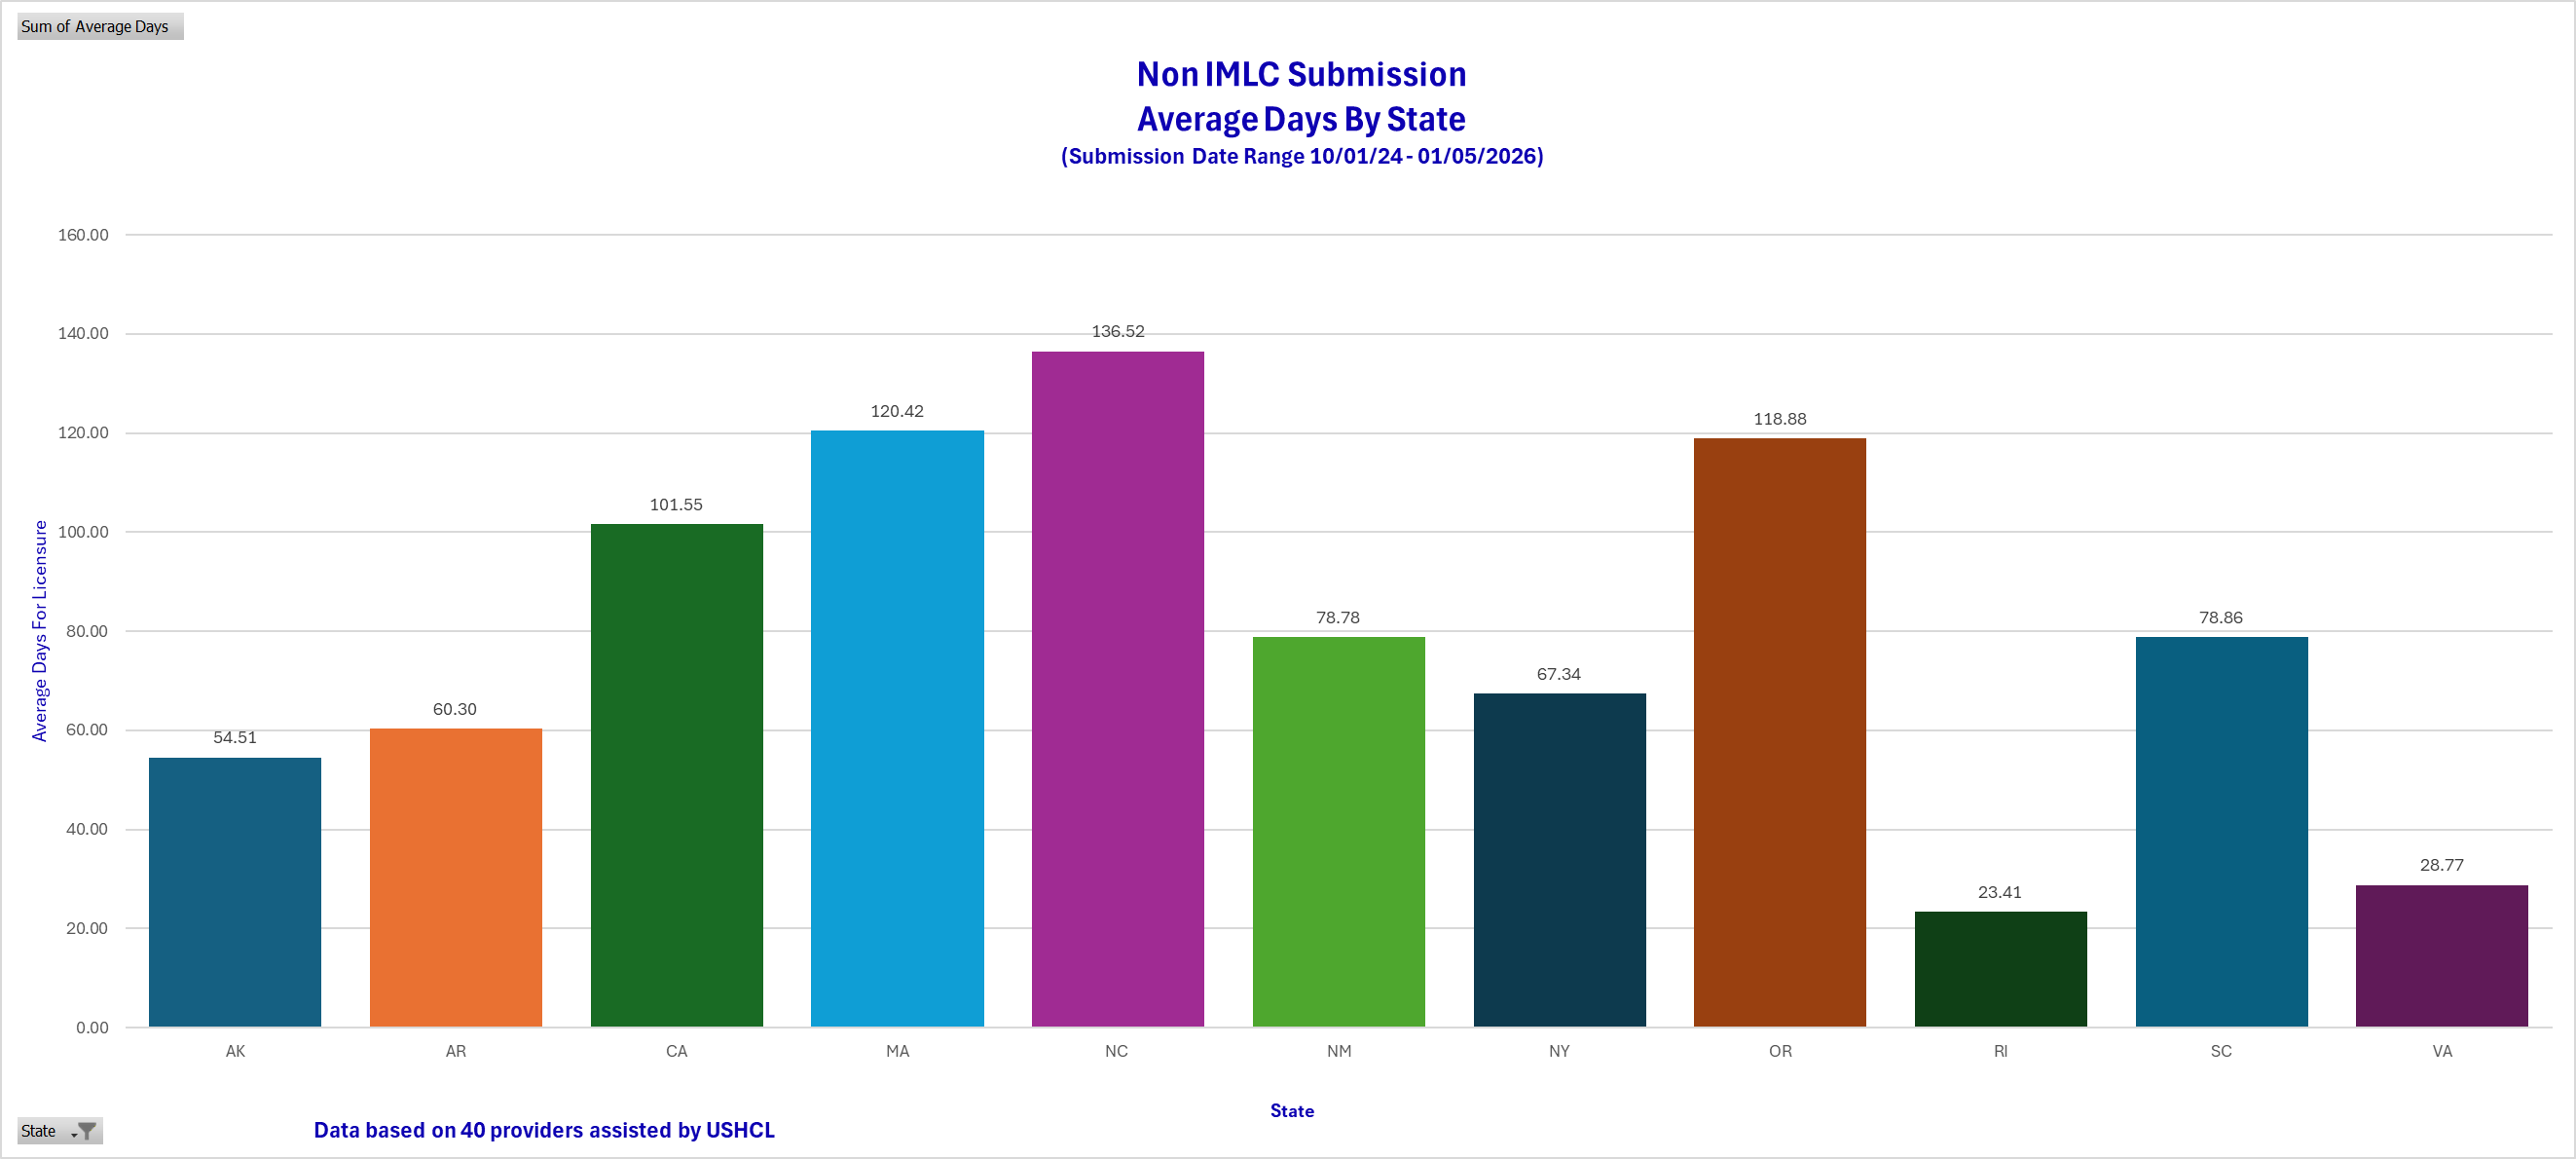 Sum of Average Days
Non IMLC Submission
Average Days By State
(Submission Date Range 10/01/24 - 01/05/2026)
Average Days For Licensure
160.00
140.00
120.00
100.00
80.00
60.00
40.00
20.00
0.00
54.51
60.30
101.55
120.42
136.52
78.78
67.34
118.88
23.41
78.86
28.77
AK AR CA MA NC NM NY OR RI SC VA
State
State
Data based on 40 providers assisted by USHCL